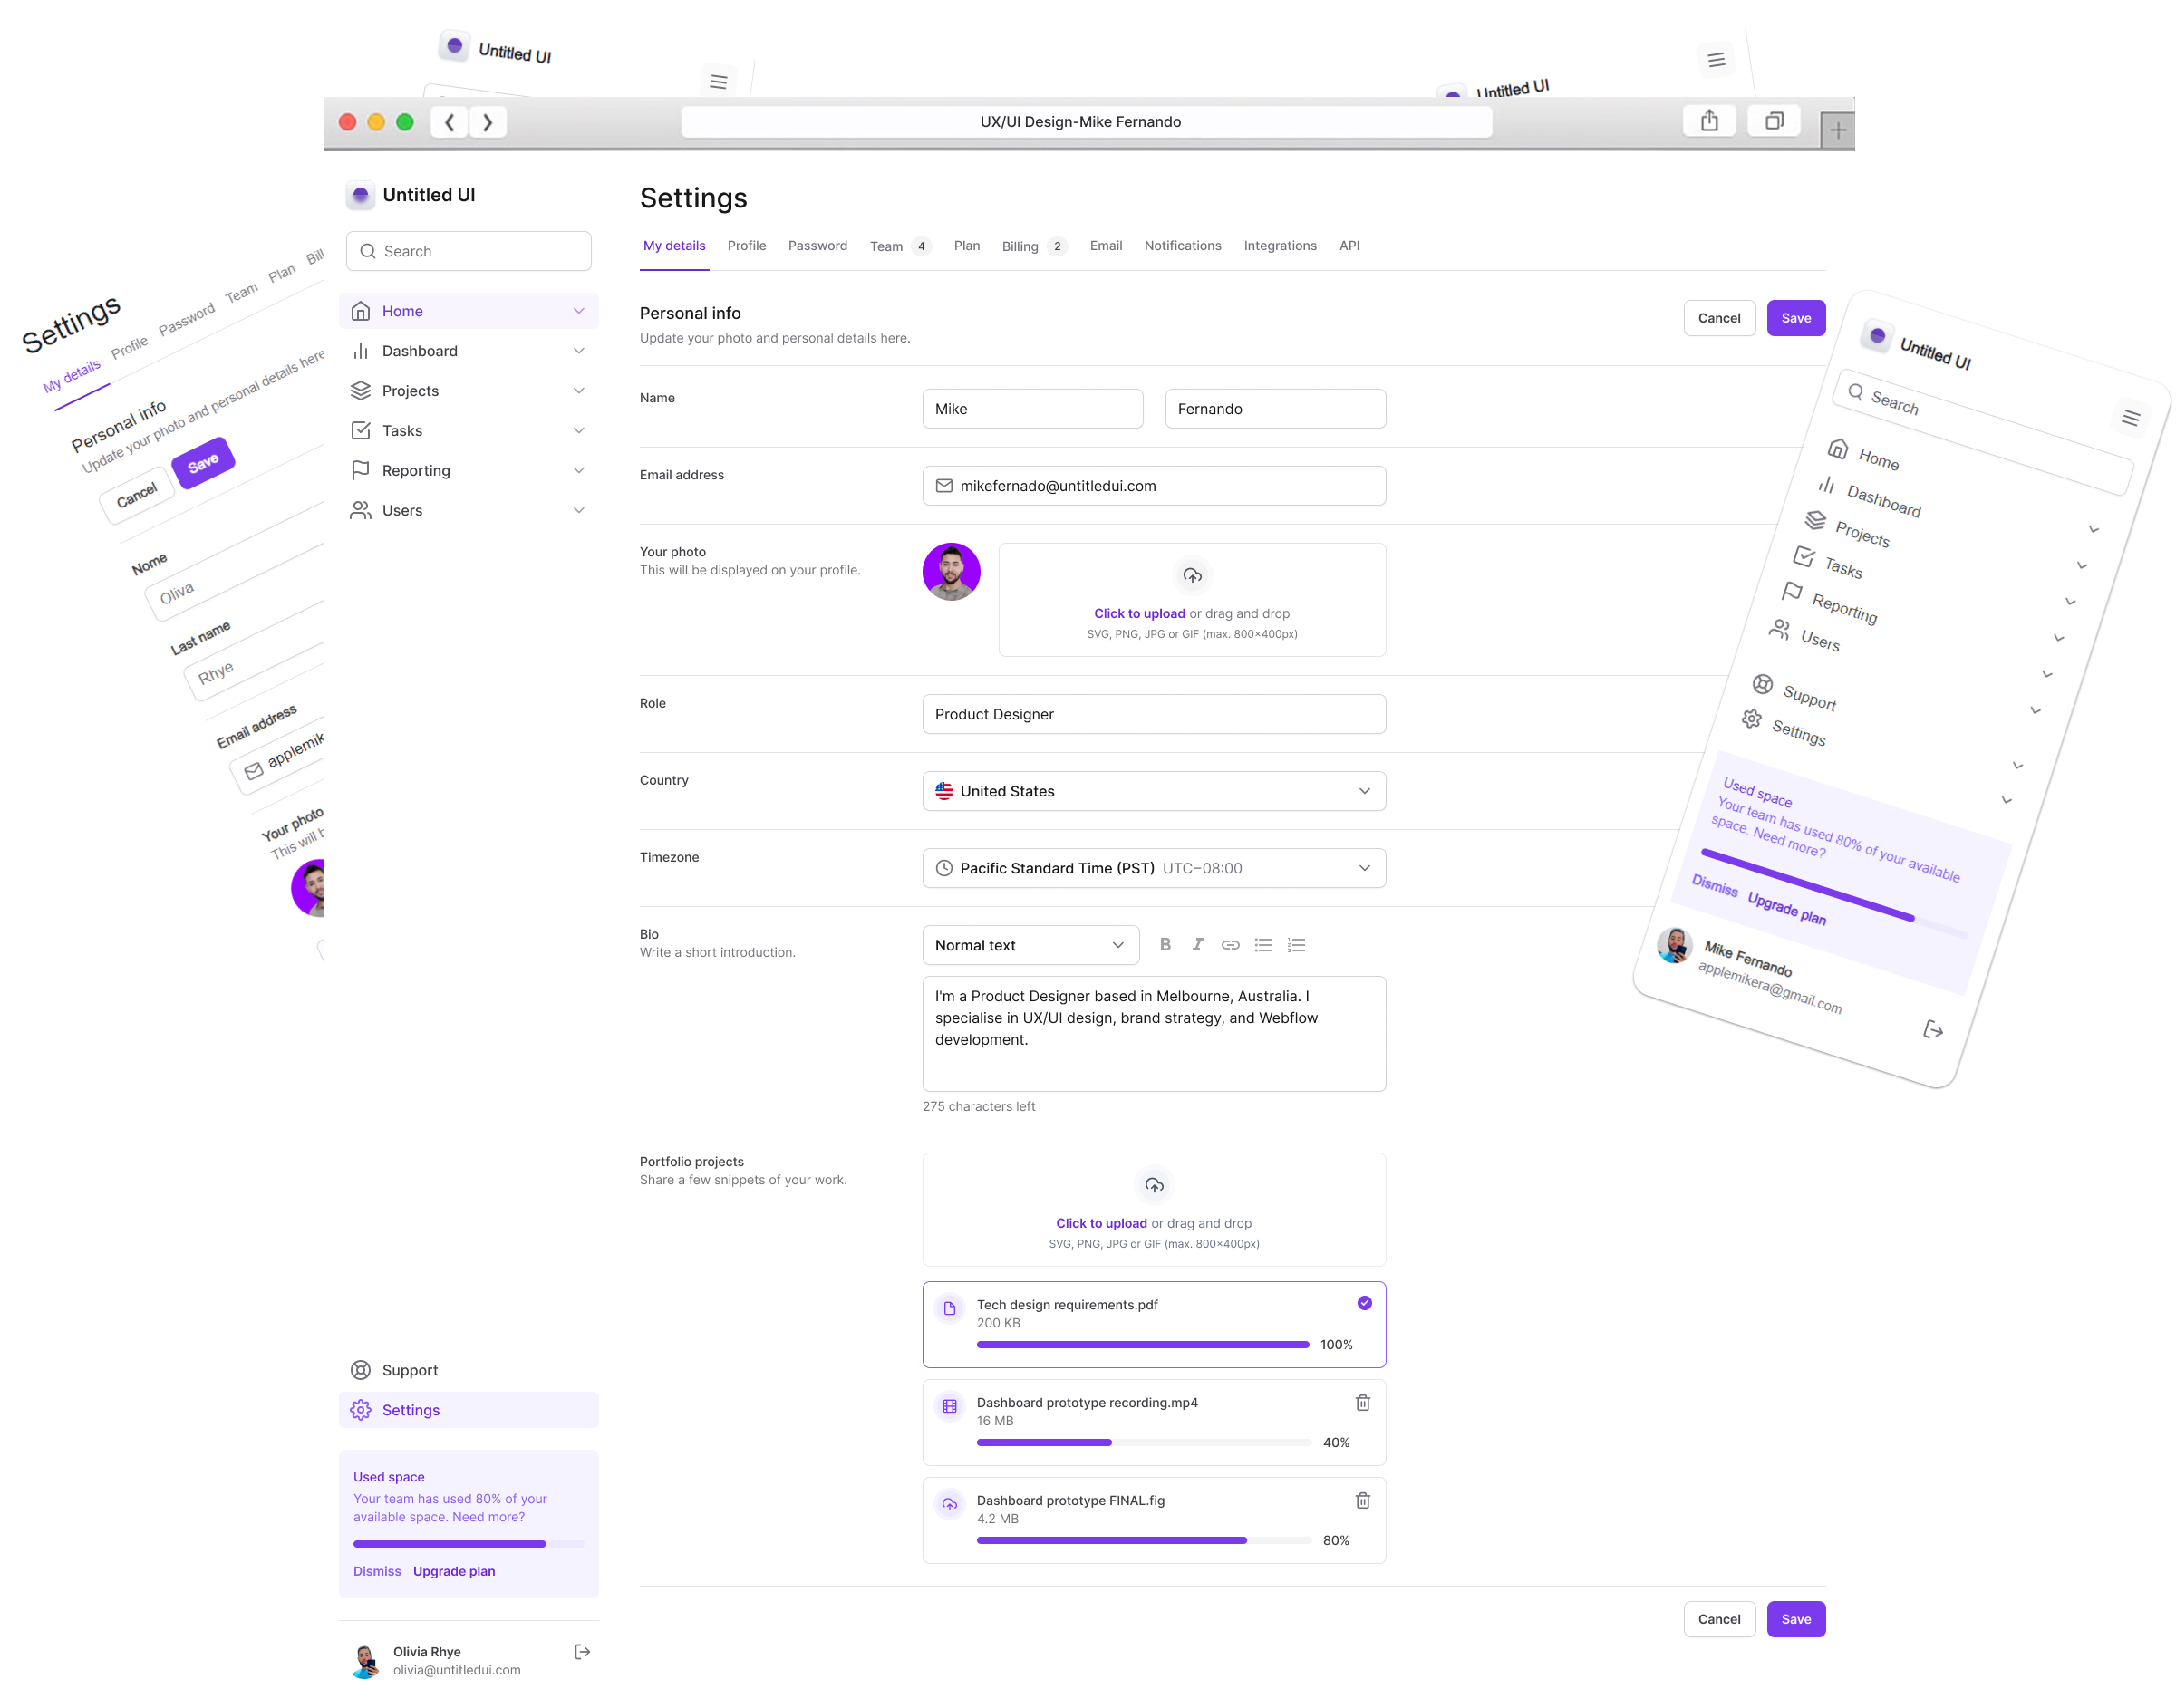 Untitled UI
Untitled UI
UX/UI Design-Mike Fernando
Untitled UI
Search
Home
Dashboard
Projects
Tasks
Reporting
Users
Support
Settings
Used space
Your team has used 80% of your
available space. Need more?
Dismiss Upgrade plan
Olivia Rhye
olivia@untitledui.com
Settings
My details Profile Password Team 4 Plan Billing 2 Email Notifications Integrations API
Personal info
Update your photo and personal details here.
Cancel Save
Name
Mike Fernando
Email address
mikefernado@untitledui.com
Your photo
This will be displayed on your profile.
Click to upload or drag and drop
SVG, PNG, JPG or GIF (max. 800×400px)
Role
Product Designer
Country
United States
Timezone
Pacific Standard Time (PST) UTC−08:00
Bio
Write a short introduction.
Normal text
B I
I'm a Product Designer based in Melbourne, Australia. I
specialise in UX/UI design, brand strategy, and Webflow
development.
275 characters left
Portfolio projects
Share a few snippets of your work.
Click to upload or drag and drop
SVG, PNG, JPG or GIF (max. 800×400px)
Tech design requirements.pdf
200 KB
100%
Dashboard prototype recording.mp4
16 MB
40%
Dashboard prototype FINAL.fig
4.2 MB
80%
Cancel Save
Settings
My details Profile Password Team Plan Bill
Personal info
Update your photo and personal details here
Cancel Save
Nome
Oliva
Last name
Rhye
Email address
applemik
Your photo
This will b
Untitled UI
Search
Home
Dashboard
Projects
Tasks
Reporting
Users
Support
Settings
Used space
Your team has used 80% of your available
space. Need more?
Dismiss Upgrade plan
Mike Fernando
applemikera@gmail.com